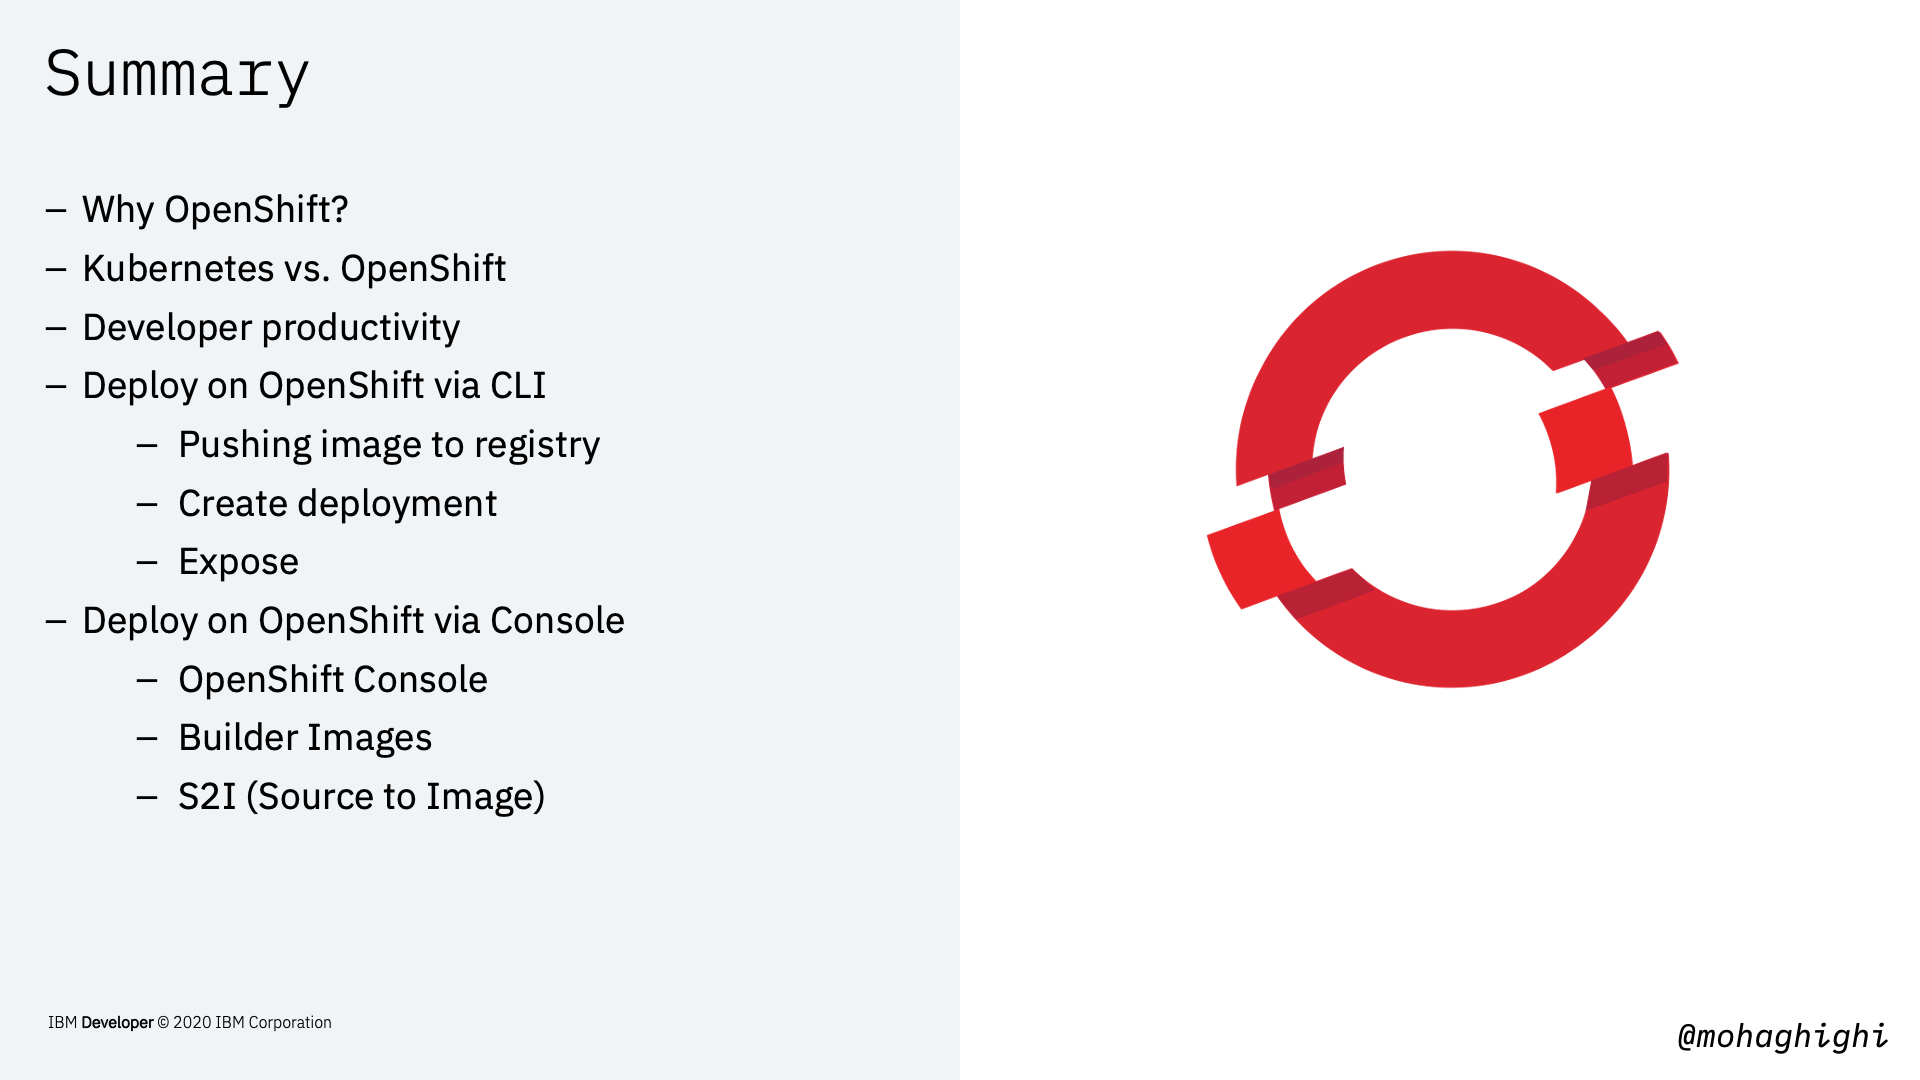 Summary
– Why OpenShift?
– Kubernetes vs. OpenShift
– Developer productivity
– Deploy on OpenShift via CLI
– Pushing image to registry
– Create deployment
– Expose
– Deploy on OpenShift via Console
– OpenShift Console
– Builder Images
– S2I (Source to Image)
IBM Developer © 2020 IBM Corporation
@mohaghighi